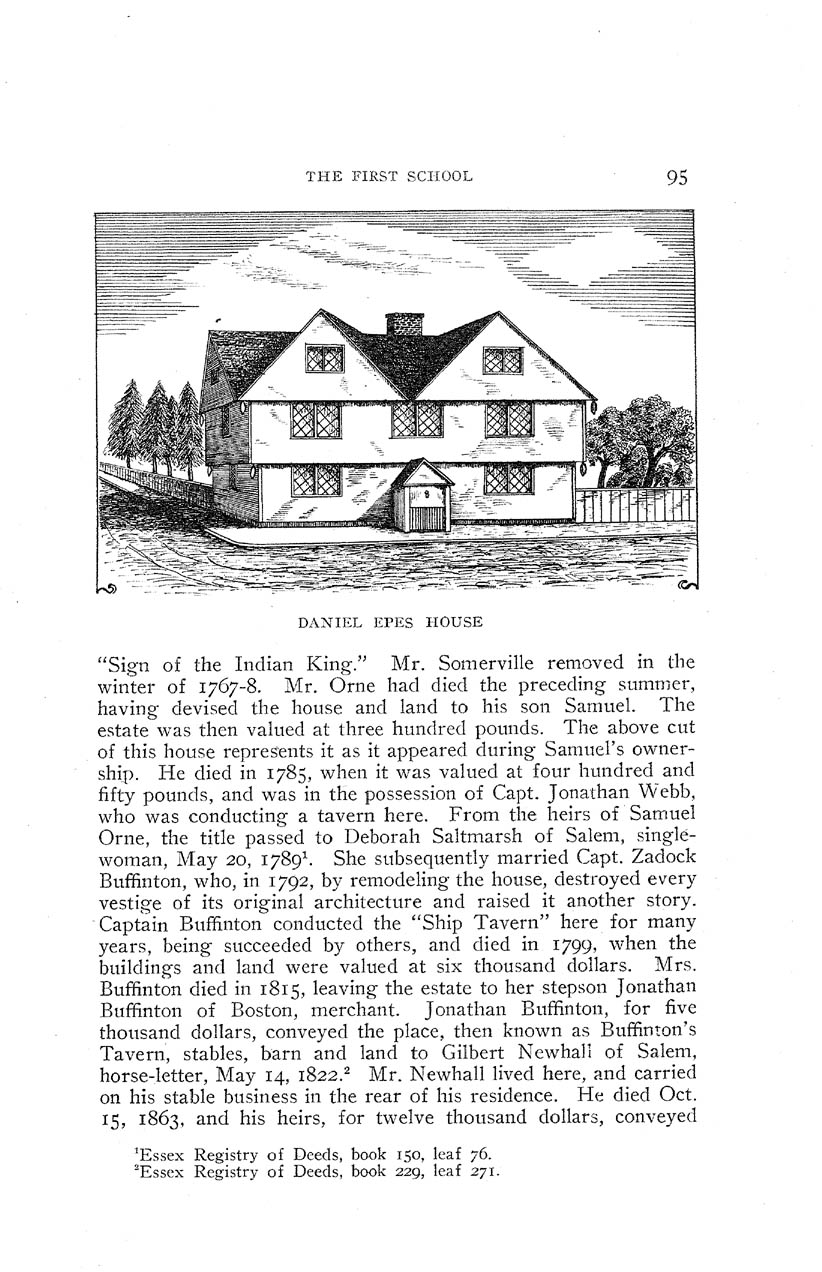 THE FIRST SCHOOL 95
DANIEL EPES HOUSE
“Sign of the Indian King.” Mr. Somerville removed in the
winter of 1767-8. Mr. Orne had died the preceding summer,
having devised the house and land to his son Samuel. The
estate was then valued at three hundred pounds. The above cut
of this house represents it as it appeared during Samuel’s owner-
ship. He died in 1785, when it was valued at four hundred and
fifty pounds, and was in the possession of Capt. Jonathan Webb,
who was conducting a tavern here. From the heirs of Samuel
Orne, the title passed to Deborah Saltmarsh of Salem, single-
woman, May 20, 1789¹. She subsequently married Capt. Zadock
Buffinton, who, in 1792, by remodeling the house, destroyed every
vestige of its original architecture and raised it another story.
Captain Buffinton conducted the “Ship Tavern” here for many
years, being succeeded by others, and died in 1799, when the
buildings and land were valued at six thousand dollars. Mrs.
Buffinton died in 1815, leaving the estate to her stepson Jonathan
Buffinton of Boston, merchant. Jonathan Buffinton, for five
thousand dollars, conveyed the place, then known as Buffinton’s
Tavern, stables, barn and land to Gilbert Newhall of Salem,
horse-letter, May 14, 1822.² Mr. Newhall lived here, and carried
on his stable business in the rear of his residence. He died Oct.
15, 1863, and his heirs, for twelve thousand dollars, conveyed
¹Essex Registry of Deeds, book 150, leaf 76.
²Essex Registry of Deeds, book 229, leaf 271.